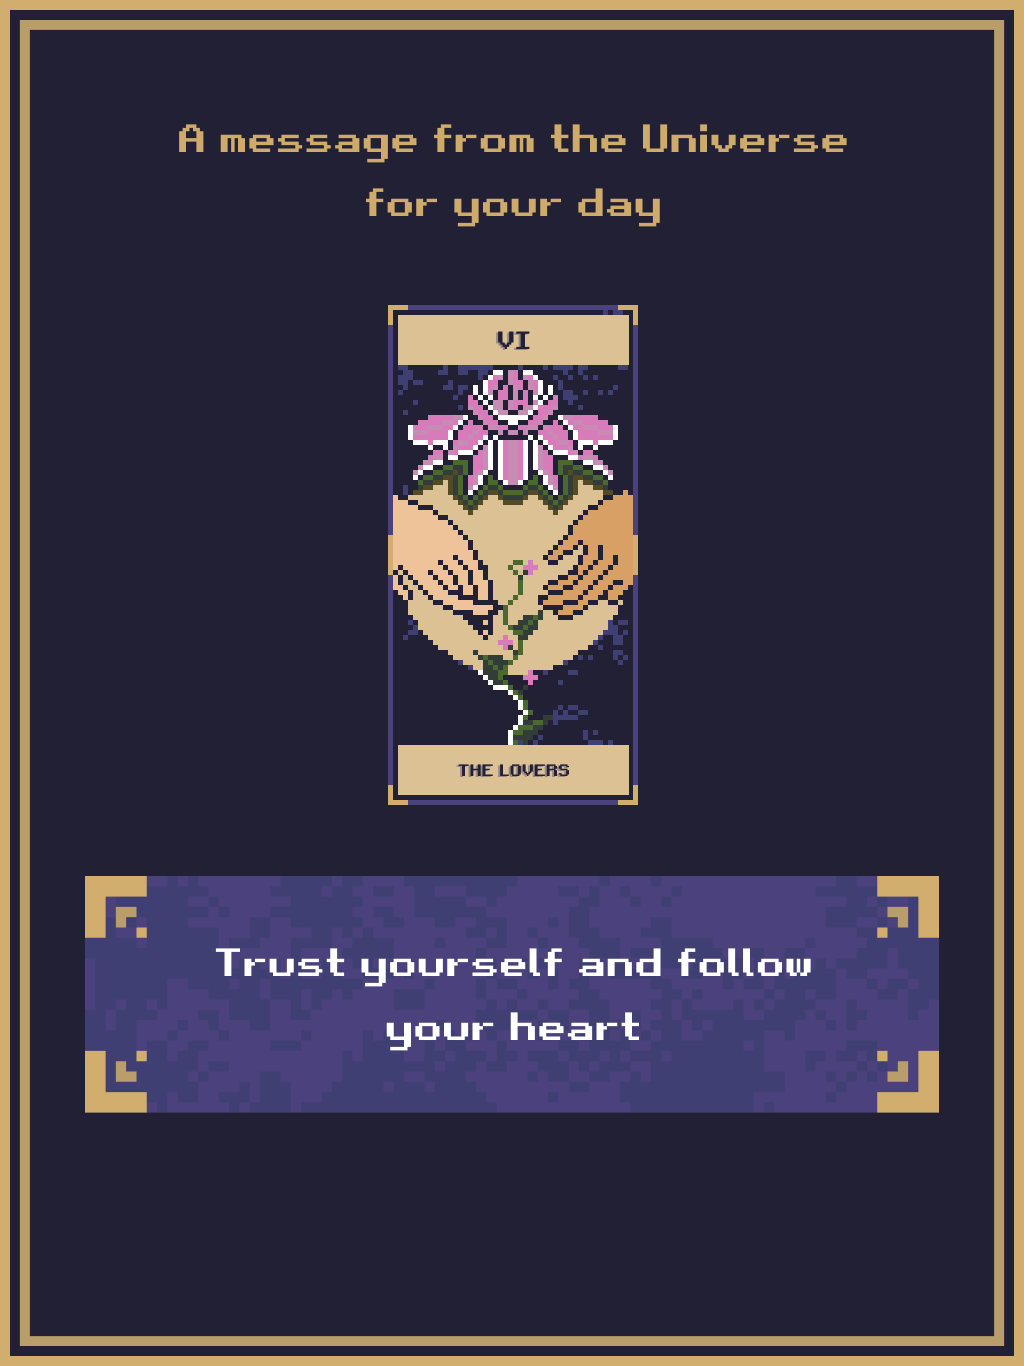 A message from the Universe
for your day
VI
THE LOVERS
Trust yourself and follow
your heart